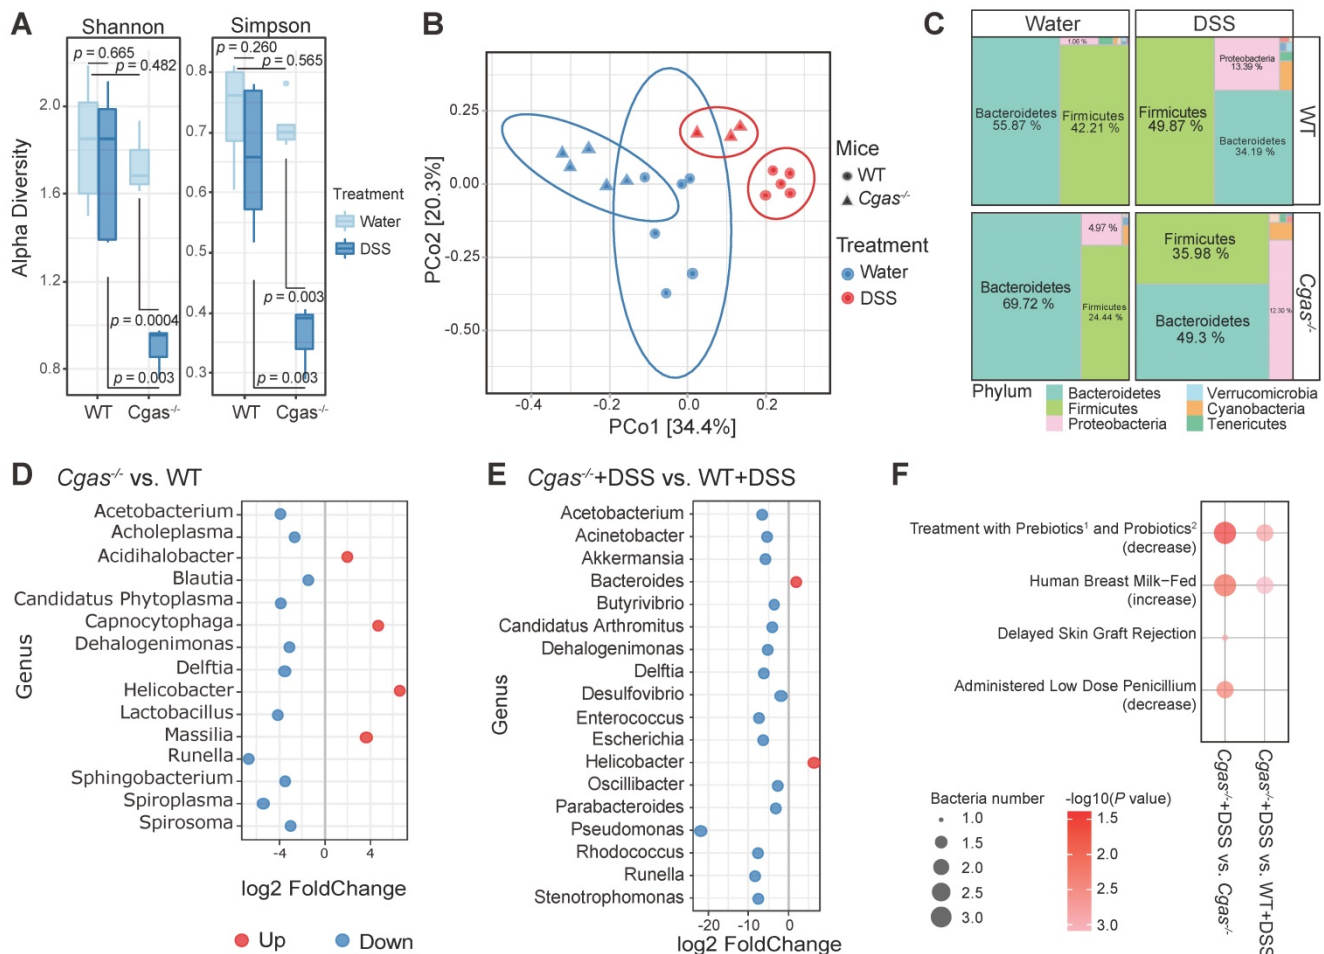 A
Shannon
Simpson
p = 0.665
p = 0.482
p = 0.260
p = 0.565
2.0
1.6
1.2
0.8
0.8
0.7
0.6
0.5
0.4
0.3
Alpha Diversity
p = 0.0004
p = 0.003
p = 0.003
p = 0.003
WT
Cgas-/-
WT
Cgas-/-
Treatment
Water
DSS
B
0.25
0.00
-0.25
-0.50
PCo2 [20.3%]
-0.4
-0.2
0.0
0.2
PCo1 [34.4%]
Mice
WT
Cgas-/-
Treatment
Water
DSS
C
Water
DSS
WT
Cgas-/-
Bacteroidetes
55.87 %
1.06 %
Firmicutes
42.21 %
Firmicutes
49.87 %
Proteobacteria
13.39 %
Bacteroidetes
34.19 %
Bacteroidetes
69.72 %
4.97 %
Firmicutes
24.44 %
Firmicutes
35.98 %
Bacteroidetes
49.3 %
12.30 %
Phylum
Bacteroidetes
Firmicutes
Proteobacteria
Verrucomicrobia
Cyanobacteria
Tenericutes
D
Cgas-/- vs. WT
Genus
Acetobacterium
Acholeplasma
Acidihalobacter
Blautia
Candidatus Phytoplasma
Capnocytophaga
Dehalogenimonas
Delftia
Helicobacter
Lactobacillus
Massilia
Runella
Sphingobacterium
Spiroplasma
Spirosoma
-4
0
4
log2 FoldChange
Up
Down
E
Cgas-/-+DSS vs. WT+DSS
Genus
Acetobacterium
Acinetobacter
Akkermansia
Bacteroides
Butyrivibrio
Candidatus Arthromitus
Dehalogenimonas
Delftia
Desulfovibrio
Enterococcus
Escherichia
Helicobacter
Oscillibacter
Parabacteroides
Pseudomonas
Rhodococcus
Runella
Stenotrophomonas
-20
-10
0
log2 FoldChange
F
Treatment with Prebiotics1 and Probiotics2
(decrease)
Human Breast Milk−Fed
(increase)
Delayed Skin Graft Rejection
Administered Low Dose Penicillium
(decrease)
Cgas-/-+DSS vs. Cgas-/-
Cgas-/-+DSS vs. WT+DSS
Bacteria number
1.0
1.5
2.0
2.5
3.0
-log10(P value)
1.5
2.0
2.5
3.0